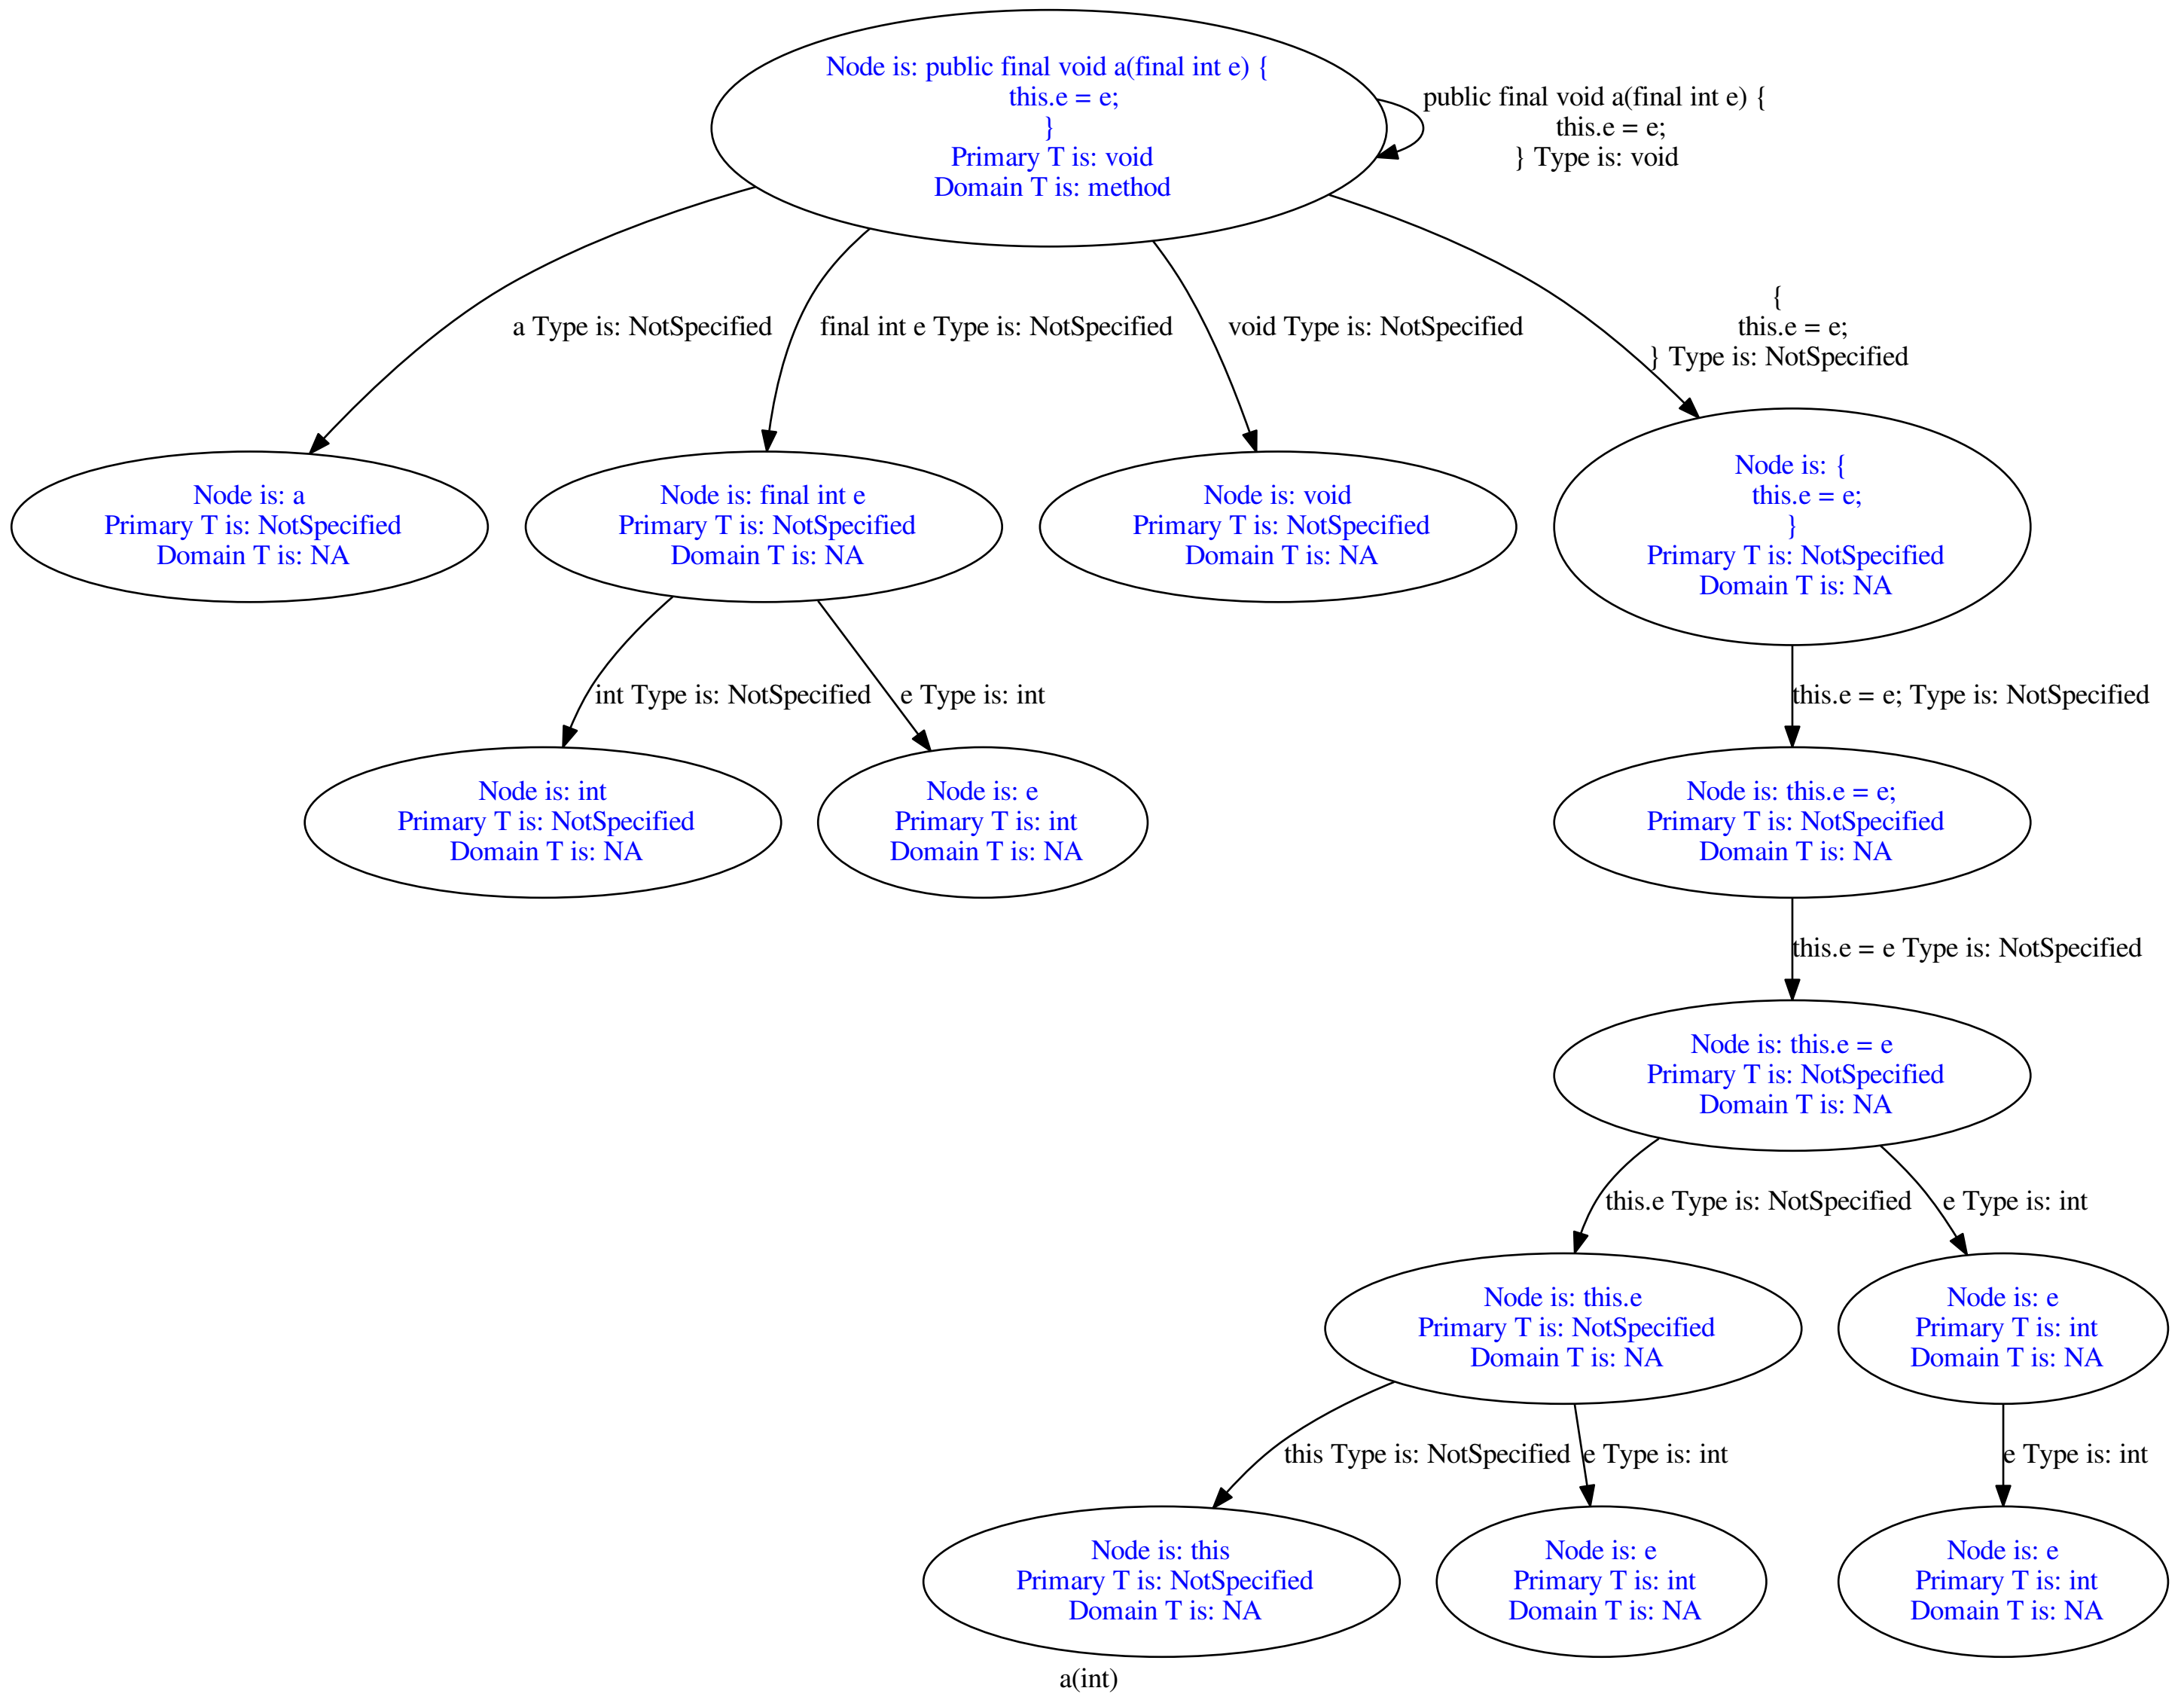 Node is: public final void a(final int e) {
this.e = e;
}
Primary T is: void
Domain T is: method
public final void a(final int e) {
this.e = e;
} Type is: void
a Type is: NotSpecified
final int e Type is: NotSpecified
void Type is: NotSpecified
{
this.e = e;
} Type is: NotSpecified
Node is: a
Primary T is: NotSpecified
Domain T is: NA
Node is: final int e
Primary T is: NotSpecified
Domain T is: NA
Node is: void
Primary T is: NotSpecified
Domain T is: NA
Node is: {
this.e = e;
}
Primary T is: NotSpecified
Domain T is: NA
int Type is: NotSpecified
e Type is: int
this.e = e; Type is: NotSpecified
Node is: int
Primary T is: NotSpecified
Domain T is: NA
Node is: e
Primary T is: int
Domain T is: NA
Node is: this.e = e;
Primary T is: NotSpecified
Domain T is: NA
this.e = e Type is: NotSpecified
Node is: this.e = e
Primary T is: NotSpecified
Domain T is: NA
this.e Type is: NotSpecified
e Type is: int
Node is: this.e
Primary T is: NotSpecified
Domain T is: NA
Node is: e
Primary T is: int
Domain T is: NA
this Type is: NotSpecified
e Type is: int
e Type is: int
Node is: this
Primary T is: NotSpecified
Domain T is: NA
Node is: e
Primary T is: int
Domain T is: NA
Node is: e
Primary T is: int
Domain T is: NA
a(int)